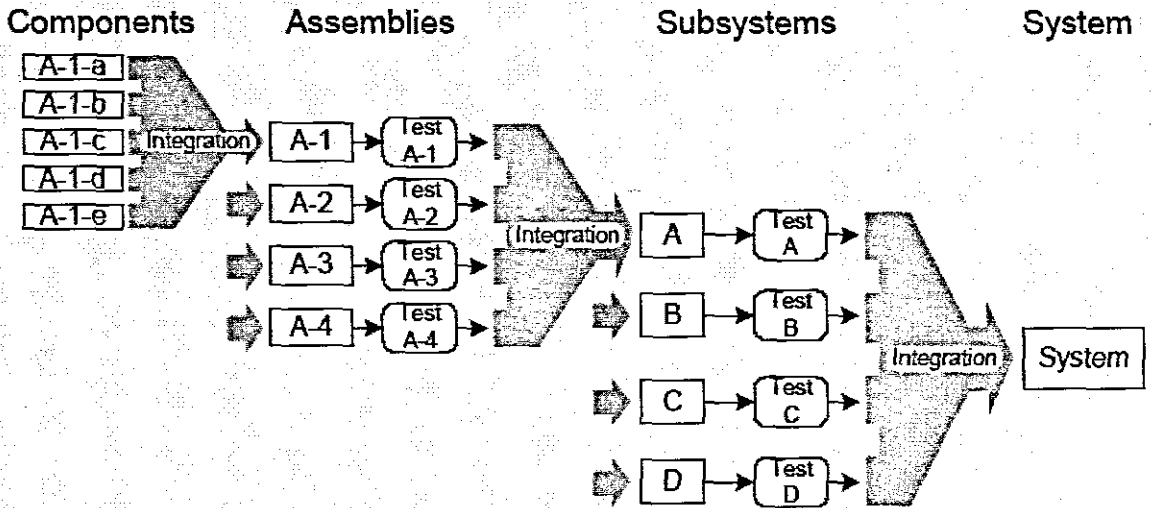 Components Assemblies Subsystems System
A-1-a
A-1-b
A-1-c
A-1-d
A-1-e
Integration
A-1
Test
A-1
A-2
Test
A-2
A-3
Test
A-3
A-4
Test
A-4
Integration
A
Test
A
B
Test
B
C
Test
C
D
Test
D
Integration
System